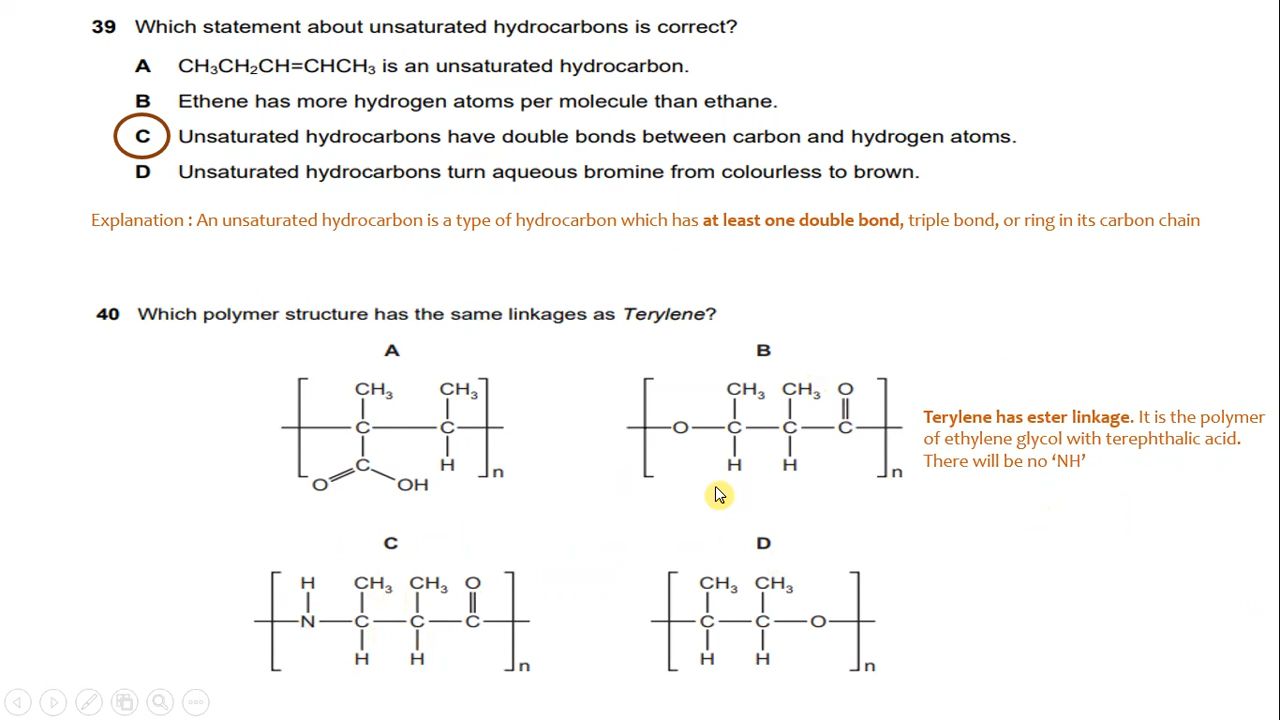 39 Which statement about unsaturated hydrocarbons is correct?
A CH₃CH₂CH=CHCH₃ is an unsaturated hydrocarbon.
B Ethene has more hydrogen atoms per molecule than ethane.
C Unsaturated hydrocarbons have double bonds between carbon and hydrogen atoms.
D Unsaturated hydrocarbons turn aqueous bromine from colourless to brown.
Explanation : An unsaturated hydrocarbon is a type of hydrocarbon which has at least one double bond, triple bond, or ring in its carbon chain
40 Which polymer structure has the same linkages as Terylene?
A
CH₃ CH₃
C C
C H
O OH n
B
CH₃ CH₃ O
O C C C
H H
n
Terylene has ester linkage. It is the polymer
of ethylene glycol with terephthalic acid.
There will be no ‘NH’
C
H CH₃ CH₃ O
N C C C
H H
n
D
CH₃ CH₃
C C O
H H
n